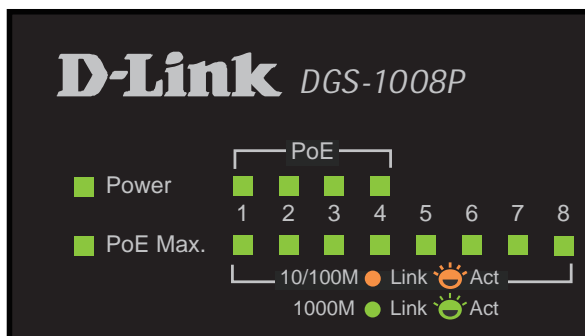 D-Link DGS-1008P
PoE
Power
1 2 3 4 5 6 7 8
PoE Max.
10/100M Link Act
1000M Link Act